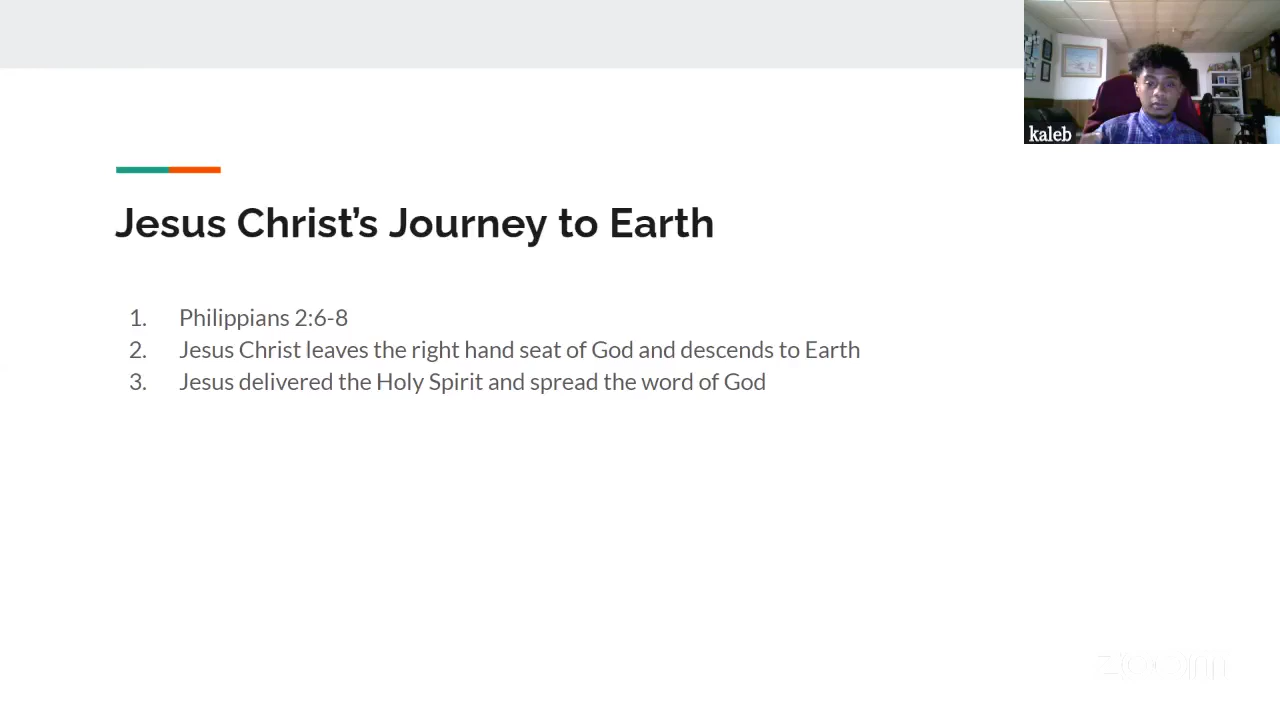 kaleb
Jesus Christ’s Journey to Earth
1. Philippians 2:6-8
2. Jesus Christ leaves the right hand seat of God and descends to Earth
3. Jesus delivered the Holy Spirit and spread the word of God
zoom